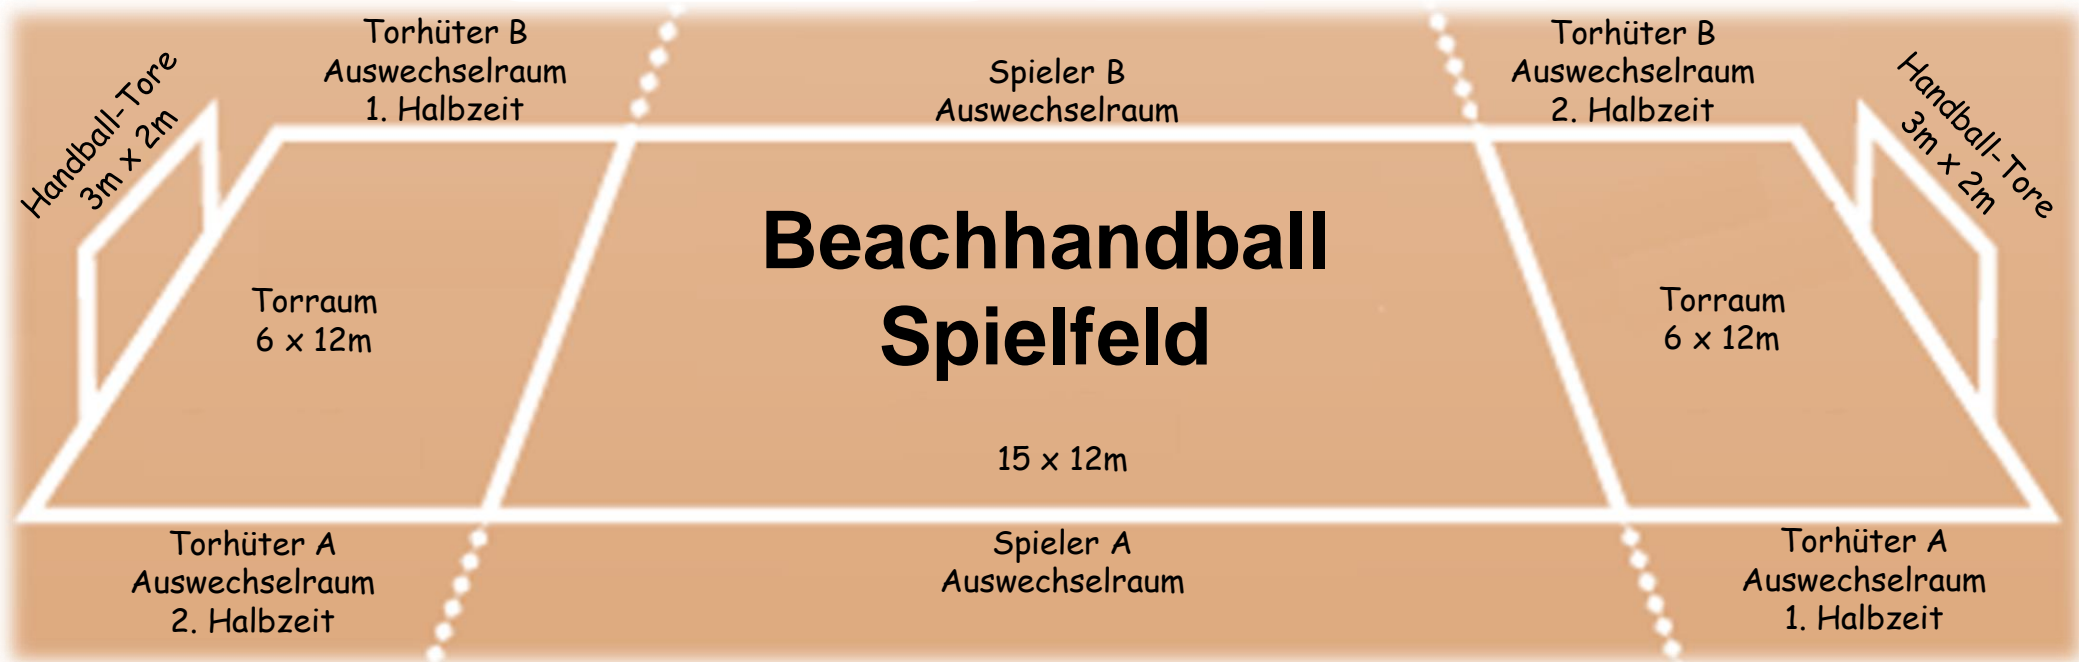 Torhüter B
Auswechselraum
1. Halbzeit
Spieler B
Auswechselraum
Torhüter B
Auswechselraum
2. Halbzeit
Handball-Tore
3m x 2m
Handball-Tore
3m x 2m
Beachhandball
Spielfeld
Torraum
6 x 12m
Torraum
6 x 12m
15 x 12m
Torhüter A
Auswechselraum
2. Halbzeit
Spieler A
Auswechselraum
Torhüter A
Auswechselraum
1. Halbzeit